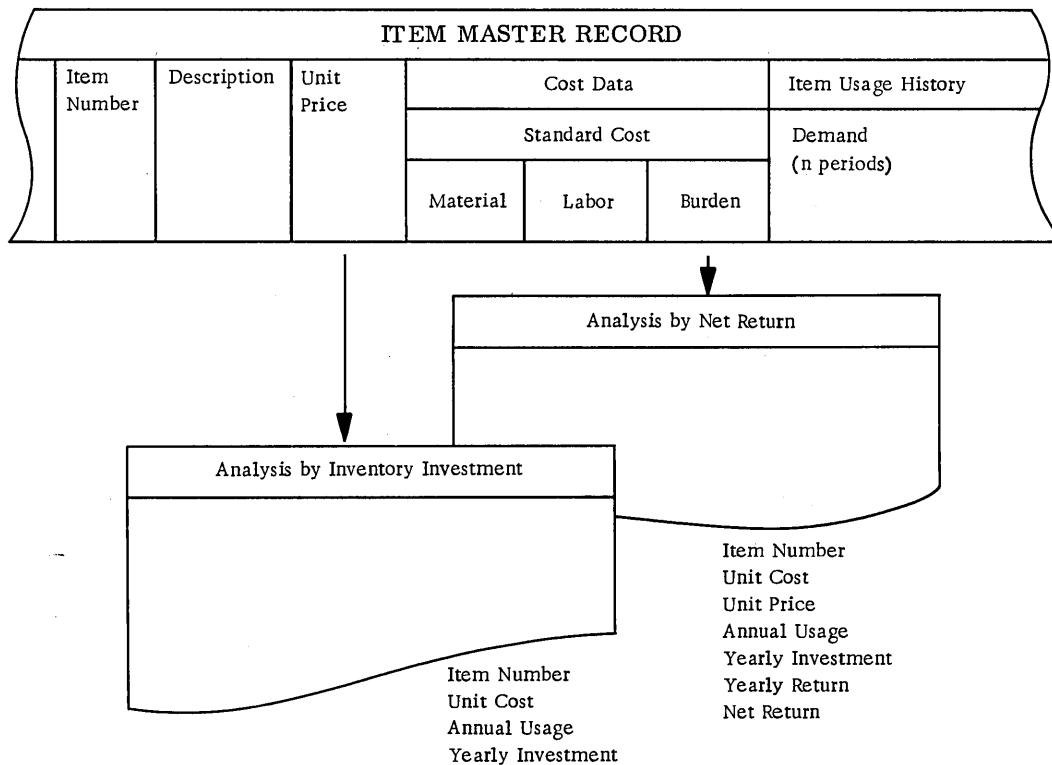 ITEM MASTER RECORD
Item
Number
Description
Unit
Price
Cost Data
Item Usage History
Standard Cost
Demand
(n periods)
Material
Labor
Burden
Analysis by Net Return
Analysis by Inventory Investment
Item Number
Unit Cost
Unit Price
Annual Usage
Yearly Investment
Yearly Return
Net Return
Item Number
Unit Cost
Annual Usage
Yearly Investment